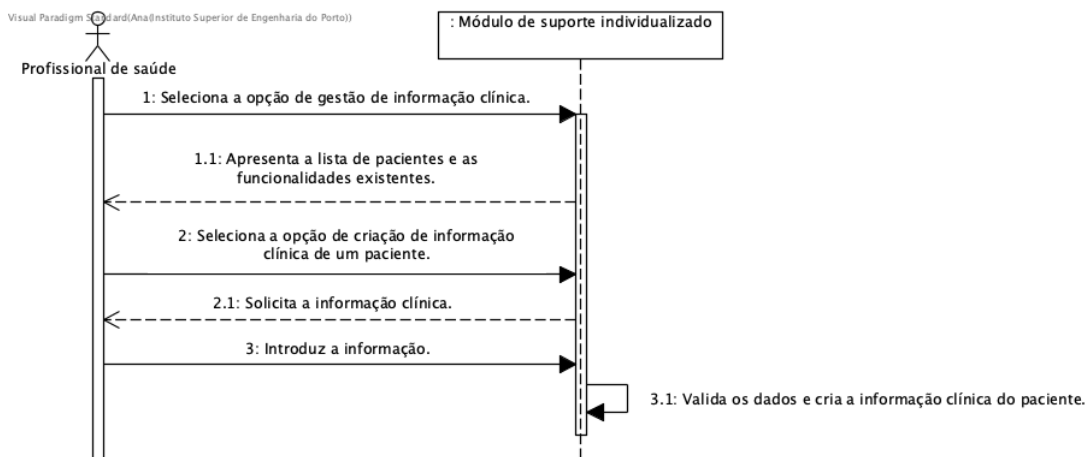 Visual Paradigm Standard(Ana(Instituto Superior de Engenharia do Porto))
: Módulo de suporte individualizado
Profissional de saúde
1: Seleciona a opção de gestão de informação clínica.
1.1: Apresenta a lista de pacientes e as
funcionalidades existentes.
2: Seleciona a opção de criação de informação
clínica de um paciente.
2.1: Solicita a informação clínica.
3: Introduz a informação.
3.1: Valida os dados e cria a informação clínica do paciente.